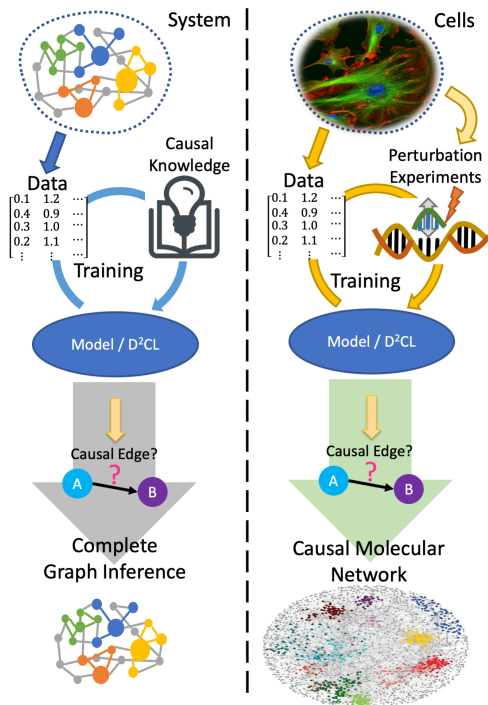 System
Causal
Knowledge
Data
0.1 1.2 ...
0.4 0.9 ...
0.3 1.0
0.2 1.1 ...
⋮ ⋮ ⋮
Training
Model / D²CL
Causal Edge?
?
A
B
Complete
Graph Inference
Cells
Perturbation
Experiments
Data
0.1 1.2 ...
0.4 0.9 ...
0.3 1.0
0.2 1.1 ...
⋮ ⋮ ⋮
Training
Model / D²CL
Causal Edge?
?
A
B
Causal Molecular
Network